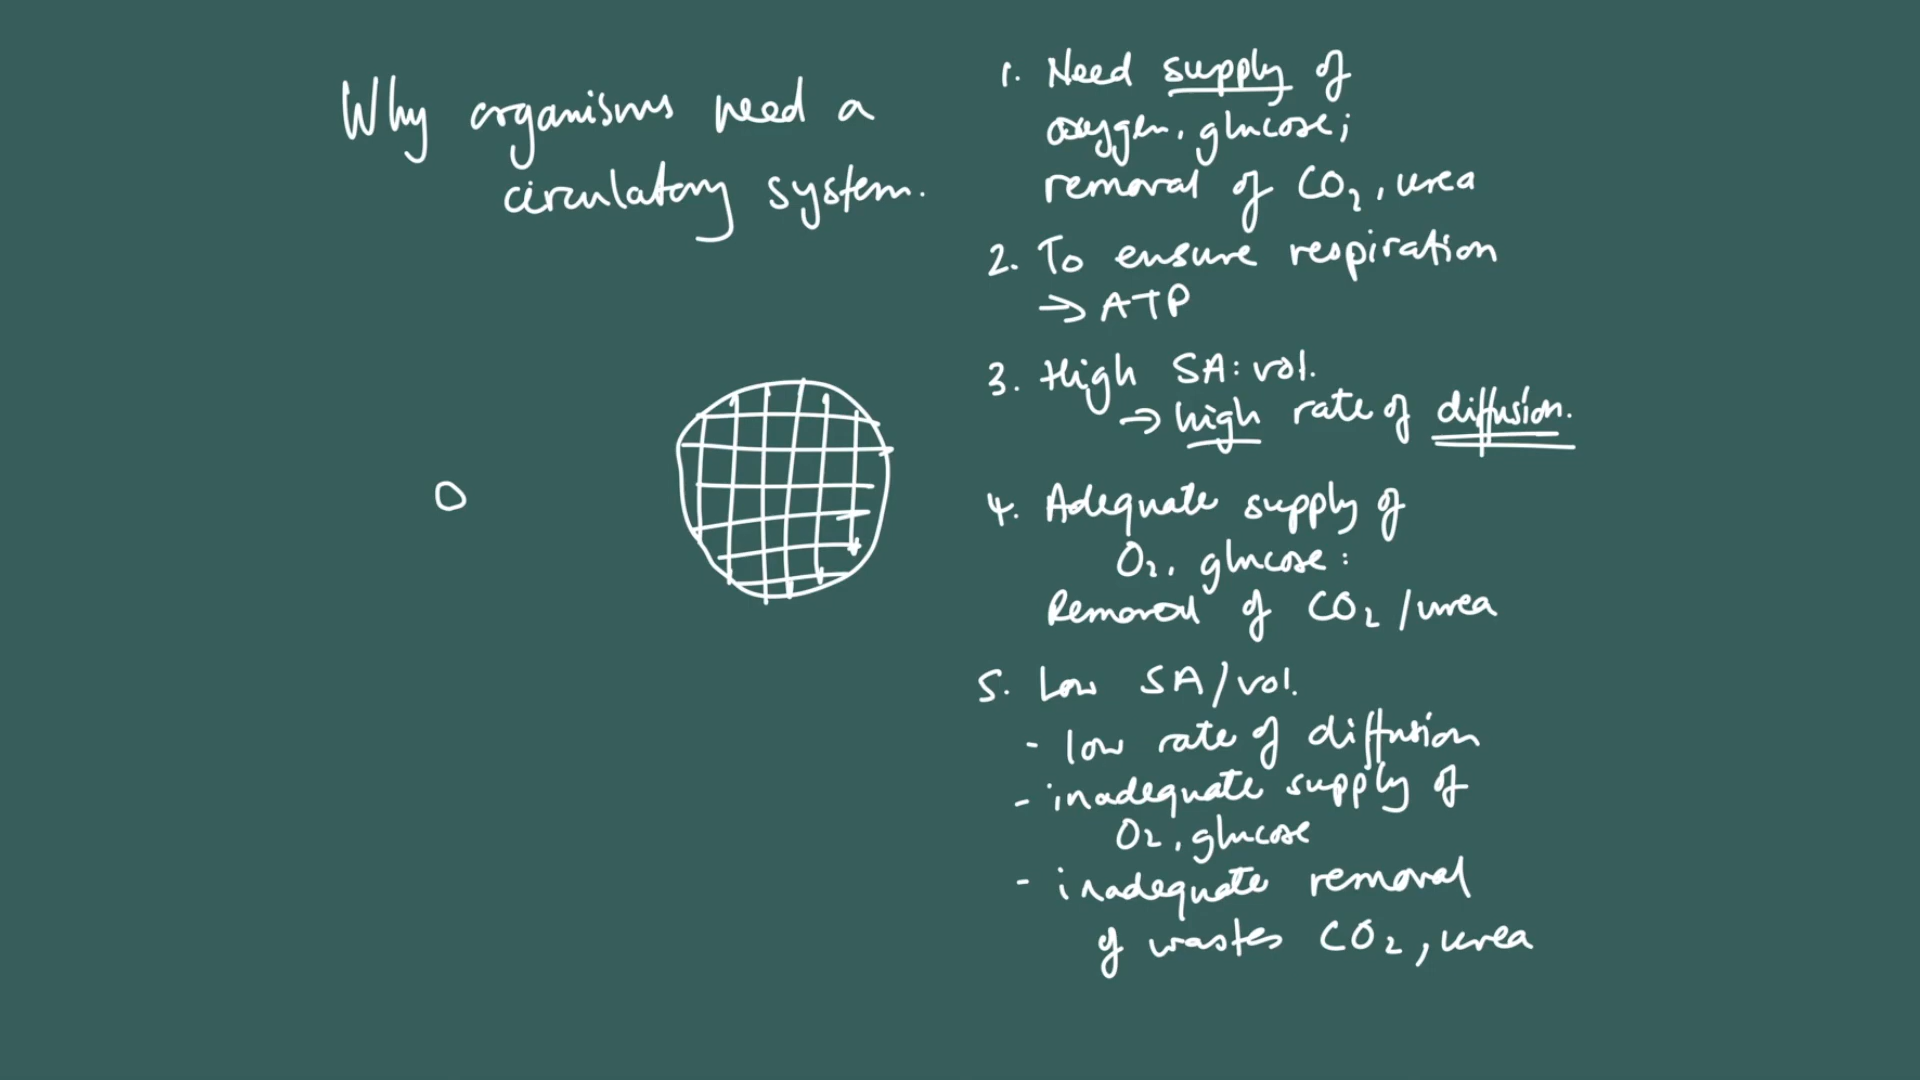 Why organisms need a
circulatory system.
1. Need supply of
oxygen, glucose;
removal of CO₂, urea
2. To ensure respiration
→ ATP
3. High SA: vol.
→ high rate of diffusion.
4. Adequate supply of
O₂, glucose:
Removal of CO₂ / urea
5. Low SA/vol.
- low rate of diffusion
- inadequate supply of
O₂, glucose
- inadequate removal
of wastes CO₂, urea